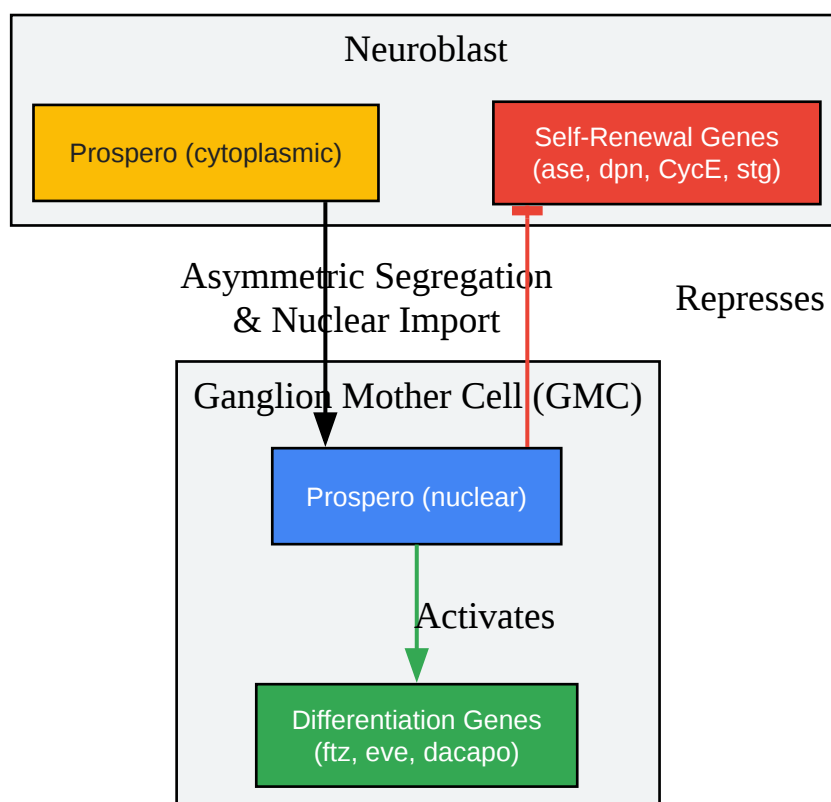 Neuroblast
Prospero (cytoplasmic)
Self-Renewal Genes
(ase, dpn, CycE, stg)
Asymmetric Segregation
& Nuclear Import
Represses
Ganglion Mother Cell (GMC)
Prospero (nuclear)
Activates
Differentiation Genes
(ftz, eve, dacapo)